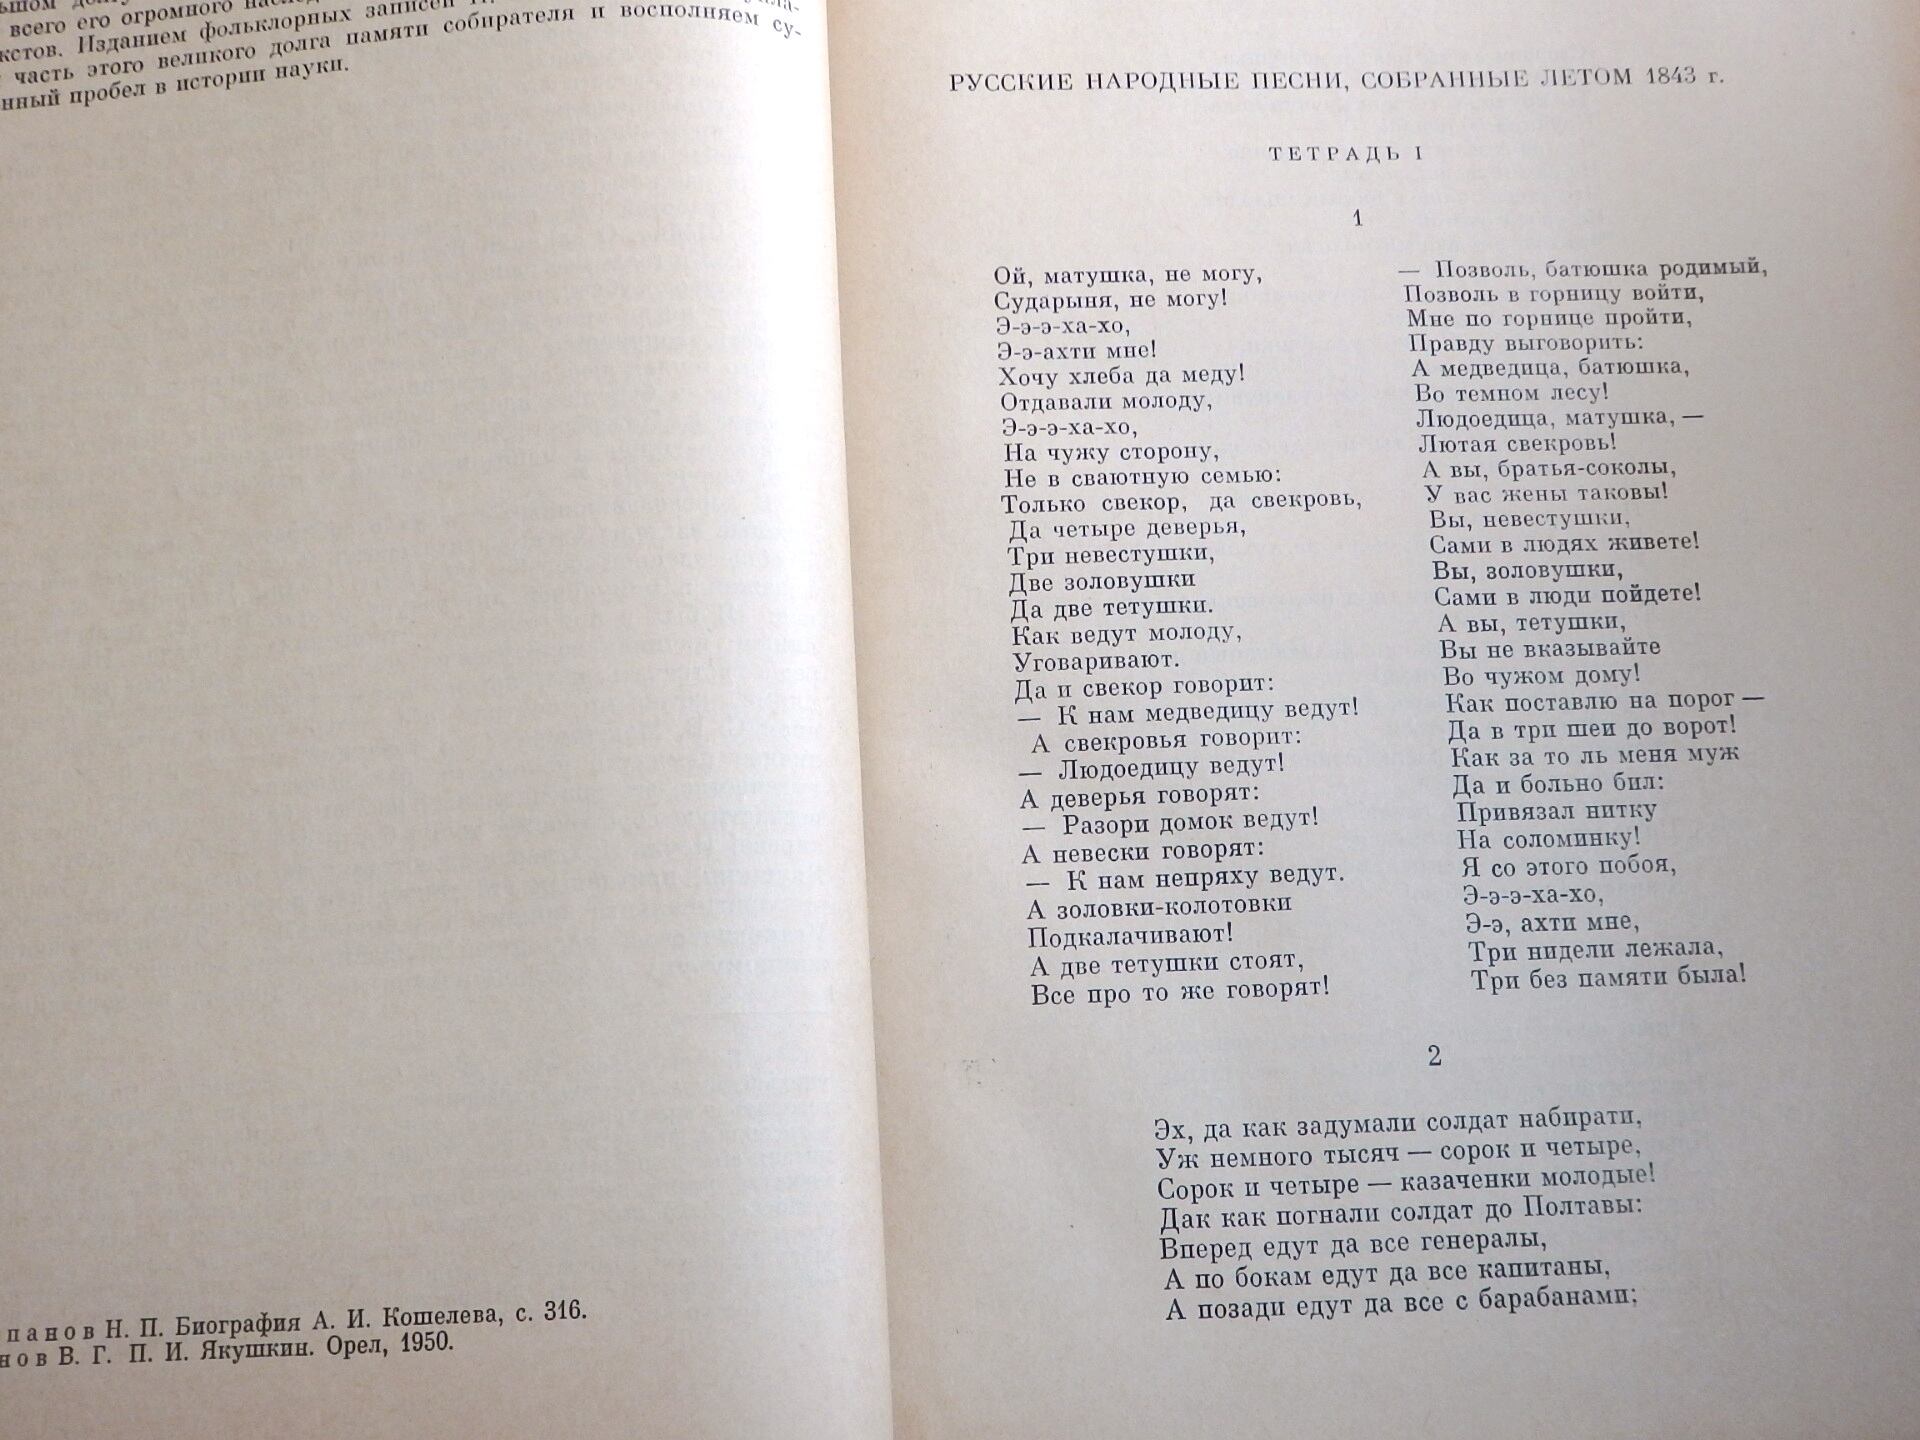 всего его огромного
кстов. Изданием фольклорных записей
часть этого великого долга памяти собирателя и восполняем су-
нный пробел в истории науки.
панов Н. П. Биография А. И. Кошелева, с. 316.
нов В. Г. П. И. Якушкин. Орел, 1950.
РУССКИЕ НАРОДНЫЕ ПЕСНИ, СОБРАННЫЕ ЛЕТОМ 1843 г.
ТЕТРАДЬ I
1
Ой, матушка, не могу,
Сударыня, не могу!
Э-э-э-ха-хо,
Э-э-ахти мне!
Хочу хлеба да меду!
Отдавали молоду,
Э-э-э-ха-хо,
На чужу сторону,
Не в сваютную семью:
Только свекор, да свекровь,
Да четыре деверья,
Три невестушки,
Две золовушки
Да две тетушки.
Как ведут молоду,
Уговаривают.
Да и свекор говорит:
— К нам медведицу ведут!
А свекровья говорит:
— Людоедицу ведут!
А деверья говорят:
— Разори домок ведут!
А невески говорят:
— К нам непряху ведут.
А золовки-колотовки
Подкалачивают!
А две тетушки стоят,
Все про то же говорят!
— Позволь, батюшка родимый,
Позволь в горницу войти,
Мне по горнице пройти,
Правду выговорить:
А медведица, батюшка,
Во темном лесу!
Людоедица, матушка, —
Лютая свекровь!
А вы, братья-соколы,
У вас жены таковы!
Вы, невестушки,
Сами в людях живете!
Вы, золовушки,
Сами в люди пойдете!
А вы, тетушки,
Вы не вказывайте
Во чужом дому!
Как поставлю на порог —
Да в три шеи до ворот!
Как за то ль меня муж
Да и больно бил:
Привязал нитку
На соломинку!
Я со этого побоя,
Э-э-э-ха-хо,
Э-э, ахти мне,
Три нидели лежала,
Три без памяти была!
2
Эх, да как задумали солдат набирати,
Уж немного тысяч — сорок и четыре,
Сорок и четыре — казаченки молодые!
Дак как погнали солдат до Полтавы:
Вперед едут да все генералы,
А по бокам едут да все капитаны,
А позади едут да все с барабанами;